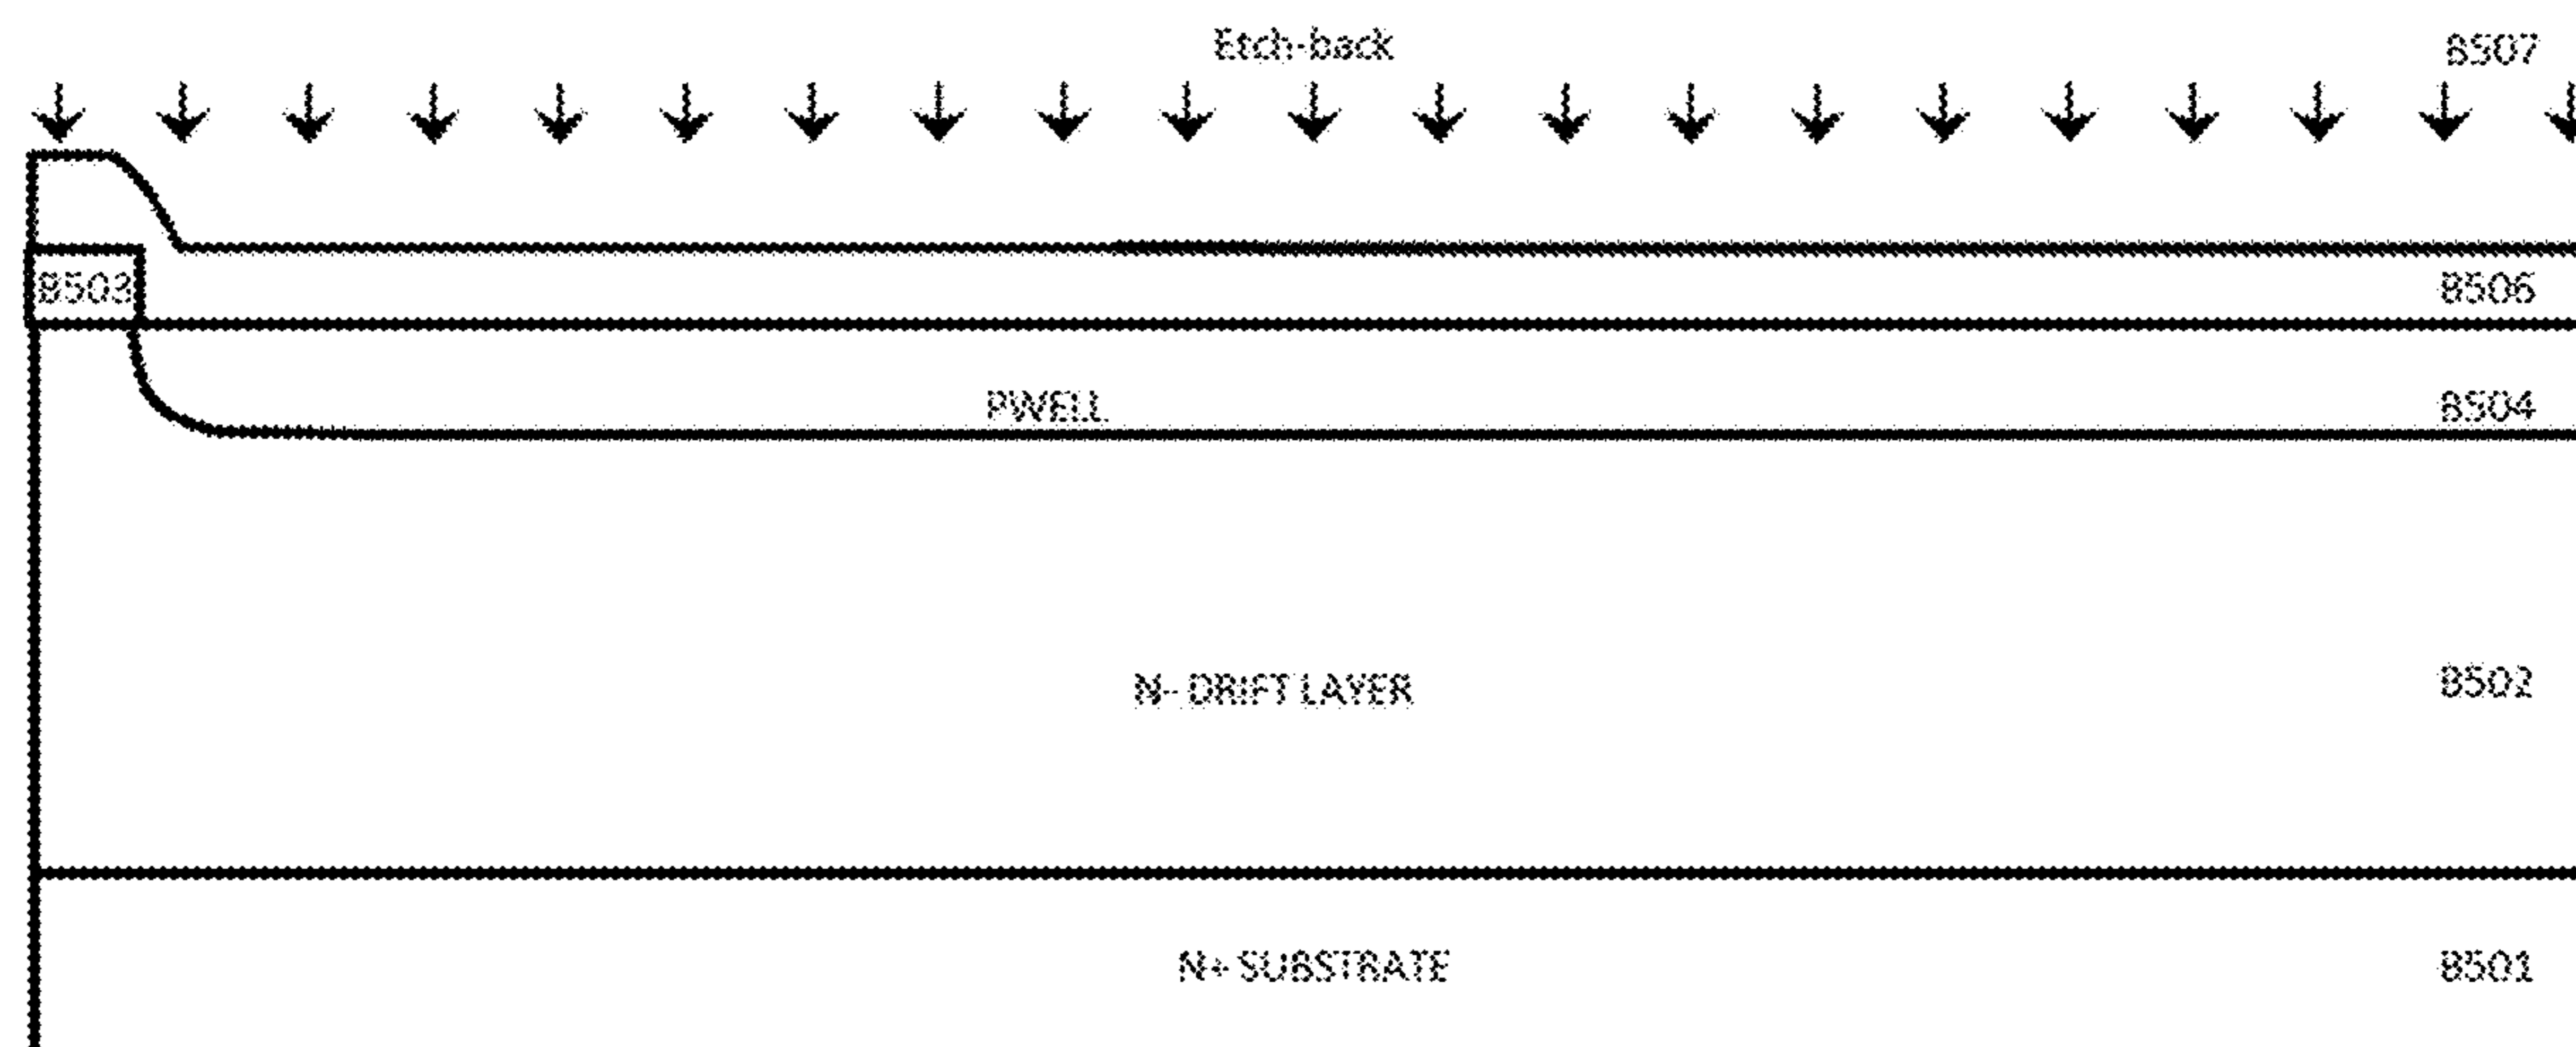 Etch-back 8507
8503 8506
PWELL 8504
N- DRIFT LAYER 8502
N+ SUBSTRATE 8501